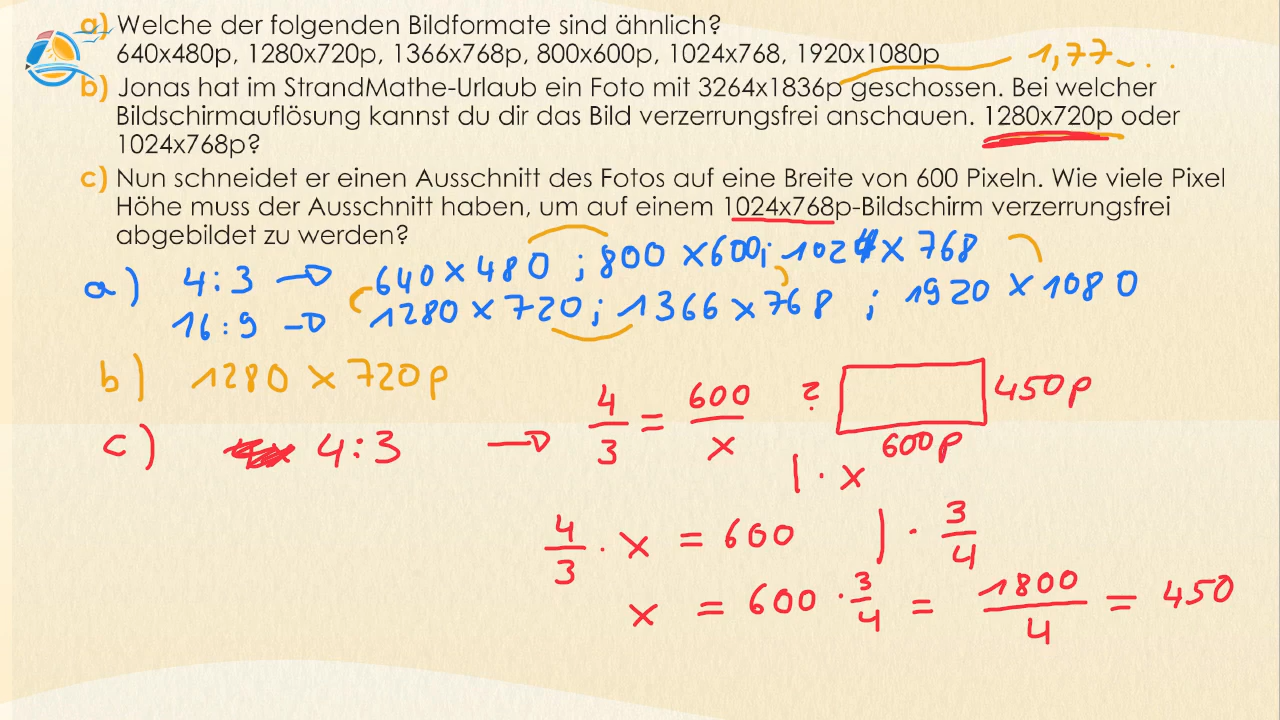 a) Welche der folgenden Bildformate sind ähnlich?
640x480p, 1280x720p, 1366x768p, 800x600p, 1024x768, 1920x1080p
1,77...
b) Jonas hat im StrandMathe-Urlaub ein Foto mit 3264x1836p geschossen. Bei welcher
Bildschirmauflösung kannst du dir das Bild verzerrungsfrei anschauen. 1280x720p oder
1024x768p?
c) Nun schneidet er einen Ausschnitt des Fotos auf eine Breite von 600 Pixeln. Wie viele Pixel
Höhe muss der Ausschnitt haben, um auf einem 1024x768p-Bildschirm verzerrungsfrei
abgebildet zu werden?
a) 4:3 → 640 x 480 ; 800 x 600 ; 1024 x 768
16:9 → 1280 x 720 ; 1366 x 768 ; 1920 x 1080
b) 1280 x 720p
c) 4:3 → 4/3 = 600/x | · x
? 450p
600p
4/3 · x = 600 | · 3/4
x = 600 · 3/4 = 1800/4 = 450